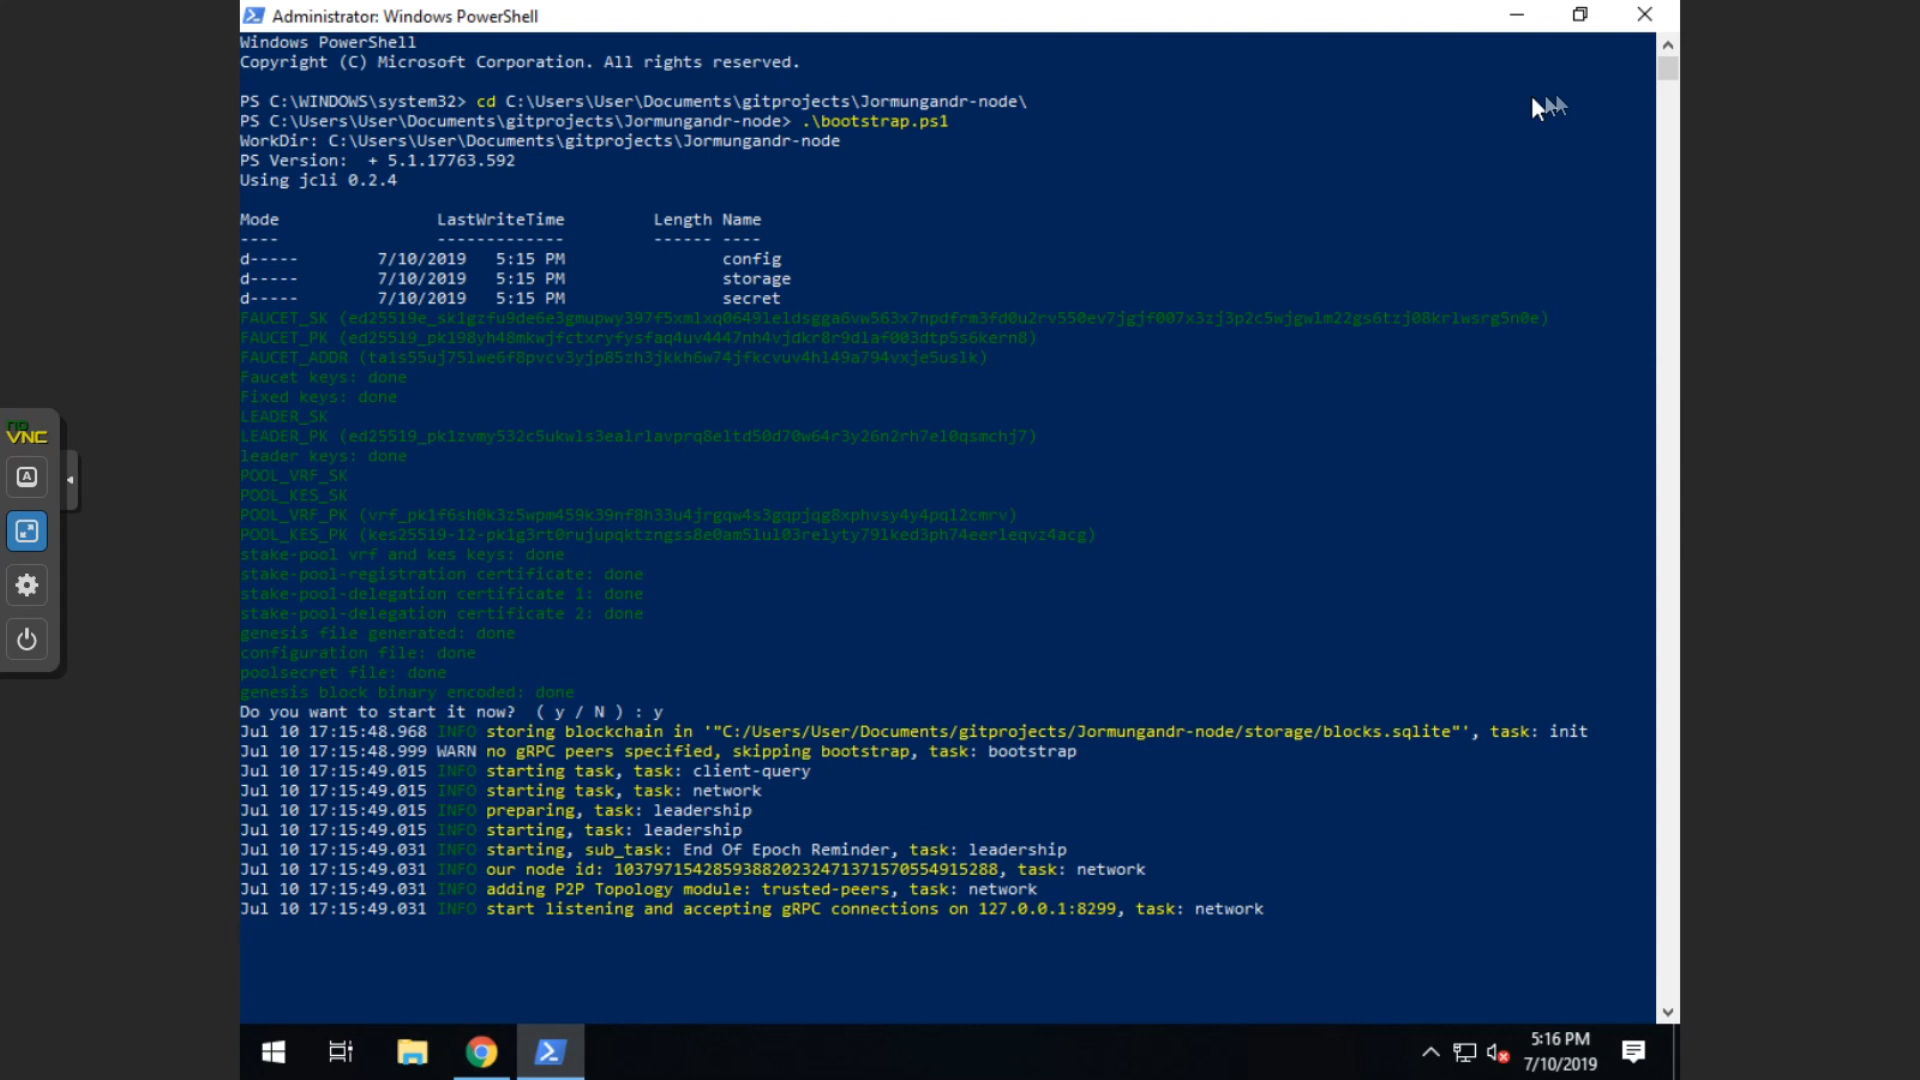 Administrator: Windows PowerShell
Windows PowerShell
Copyright (C) Microsoft Corporation. All rights reserved.
PS C:\WINDOWS\system32> cd C:\Users\User\Documents\gitprojects\Jormungandr-node\
PS C:\Users\User\Documents\gitprojects\Jormungandr-node> .\bootstrap.ps1
WorkDir: C:\Users\User\Documents\gitprojects\Jormungandr-node
PS Version:  + 5.1.17763.592
Using jcli 0.2.4
Mode                LastWriteTime         Length Name
----                -------------         ------ ----
d-----        7/10/2019   5:15 PM                config
d-----        7/10/2019   5:15 PM                storage
d-----        7/10/2019   5:15 PM                secret
FAUCET_SK
FAUCET_PK
FAUCET_ADDR
Faucet keys: done
Fixed keys: done
LEADER_SK
LEADER_PK
leader keys: done
POOL_VRF_SK
POOL_KES_SK
POOL_VRF_PK
POOL_KES_PK
stake-pool vrf and kes keys: done
stake-pool-registration certificate: done
stake-pool-delegation certificate 1: done
stake-pool-delegation certificate 2: done
genesis file generated: done
configuration file: done
poolsecret file: done
genesis block binary encoded: done
Do you want to start it now?  ( y / N ) : y
Jul 10 17:15:48.968 INFO storing blockchain in '"C:/Users/User/Documents/gitprojects/Jormungandr-node/storage/blocks.sqlite"', task: init
Jul 10 17:15:48.999 WARN no gRPC peers specified, skipping bootstrap, task: bootstrap
Jul 10 17:15:49.015 INFO starting task, task: client-query
Jul 10 17:15:49.015 INFO starting task, task: network
Jul 10 17:15:49.015 INFO preparing, task: leadership
Jul 10 17:15:49.015 INFO starting, task: leadership
Jul 10 17:15:49.031 INFO starting, sub_task: End Of Epoch Reminder, task: leadership
Jul 10 17:15:49.031 INFO our node id: 103797154285938820232471371570554915288, task: network
Jul 10 17:15:49.031 INFO adding P2P Topology module: trusted-peers, task: network
Jul 10 17:15:49.031 INFO start listening and accepting gRPC connections on 127.0.0.1:8299, task: network
no
VNC
A
5:16 PM
7/10/2019